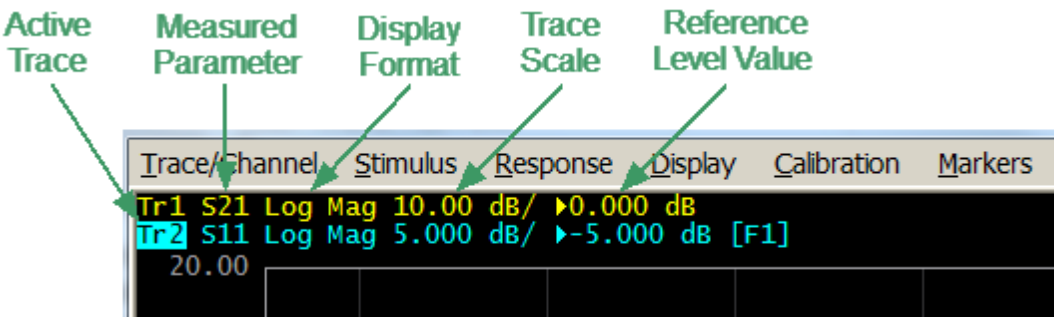 Active Trace
Measured Parameter
Display Format
Trace Scale
Reference Level Value
Trace/Channel Stimulus Response Display Calibration Markers
Tr1 S21 Log Mag 10.00 dB/ ▶0.000 dB
Tr2 S11 Log Mag 5.000 dB/ ▶-5.000 dB [F1]
20.00